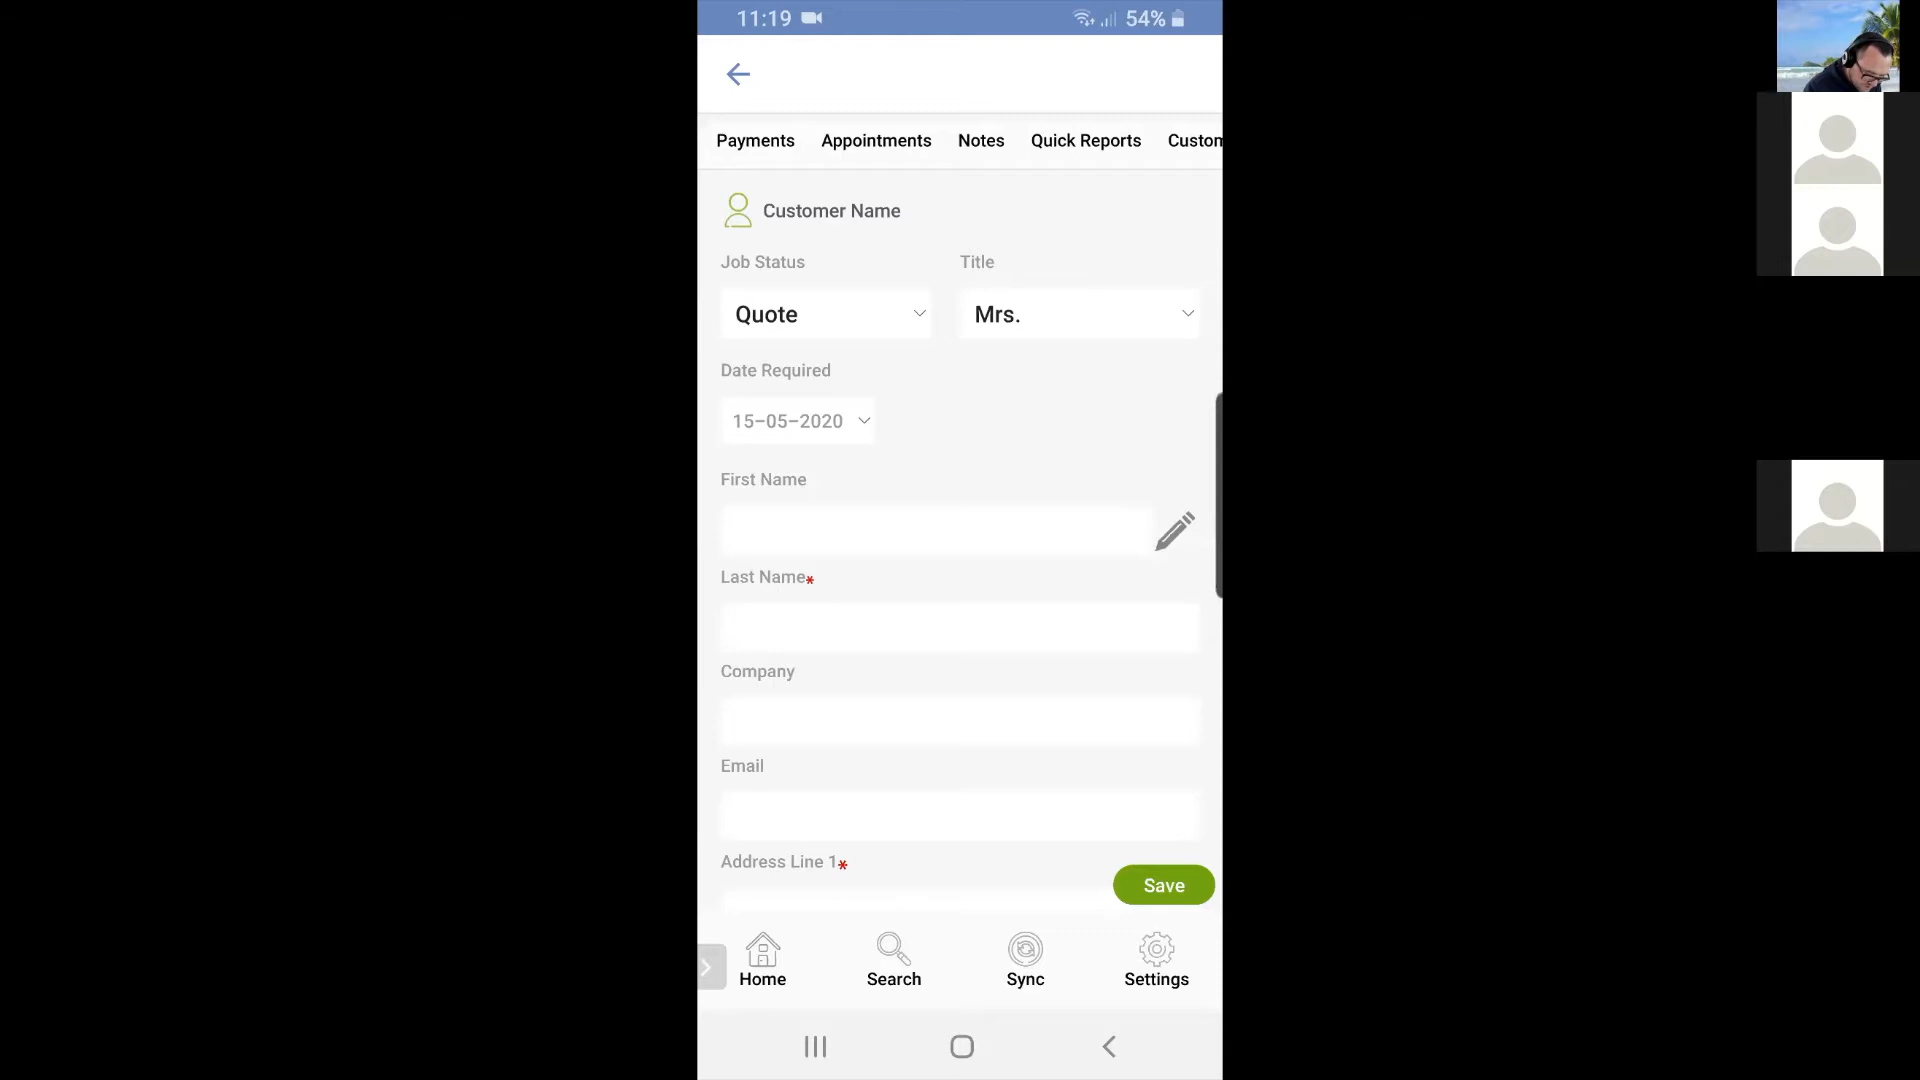 11:19 54%
Payments Appointments Notes Quick Reports Custom
Customer Name
Job Status Title
Quote Mrs.
Date Required
15-05-2020
First Name
Last Name*
Company
Email
Address Line 1*
Save
Home Search Sync Settings